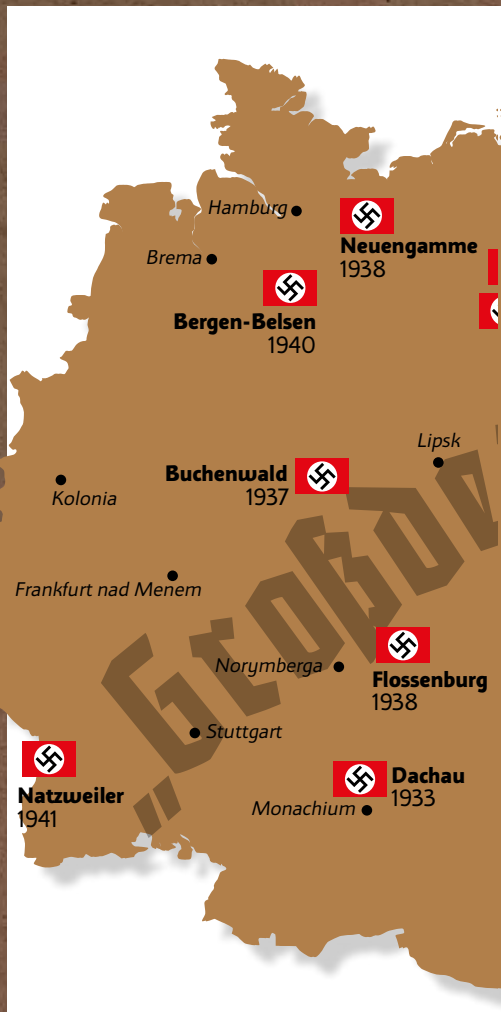 Hamburg
Neuengamme
1938
Brema
Bergen-Belsen
1940
Lipsk
Buchenwald
1937
Kolonia
Frankfurt nad Menem
Norymberga
Flossenburg
1938
Stuttgart
Natzweiler
1941
Dachau
1933
Monachium
„Großd